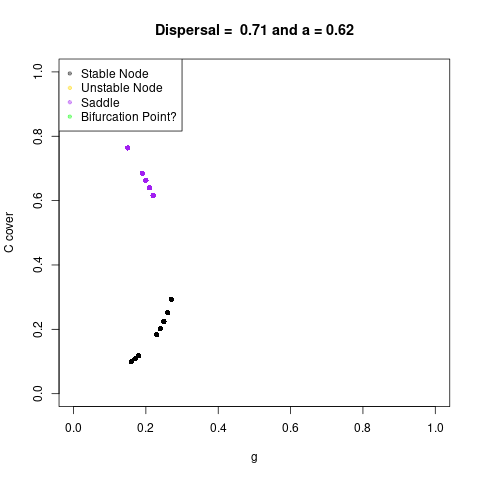 Dispersal =  0.71 and a = 0.62
Stable Node
Unstable Node
Saddle
Bifurcation Point?
C cover
1.0
0.8
0.6
0.4
0.2
0.0
0.0 0.2 0.4 0.6 0.8 1.0
g